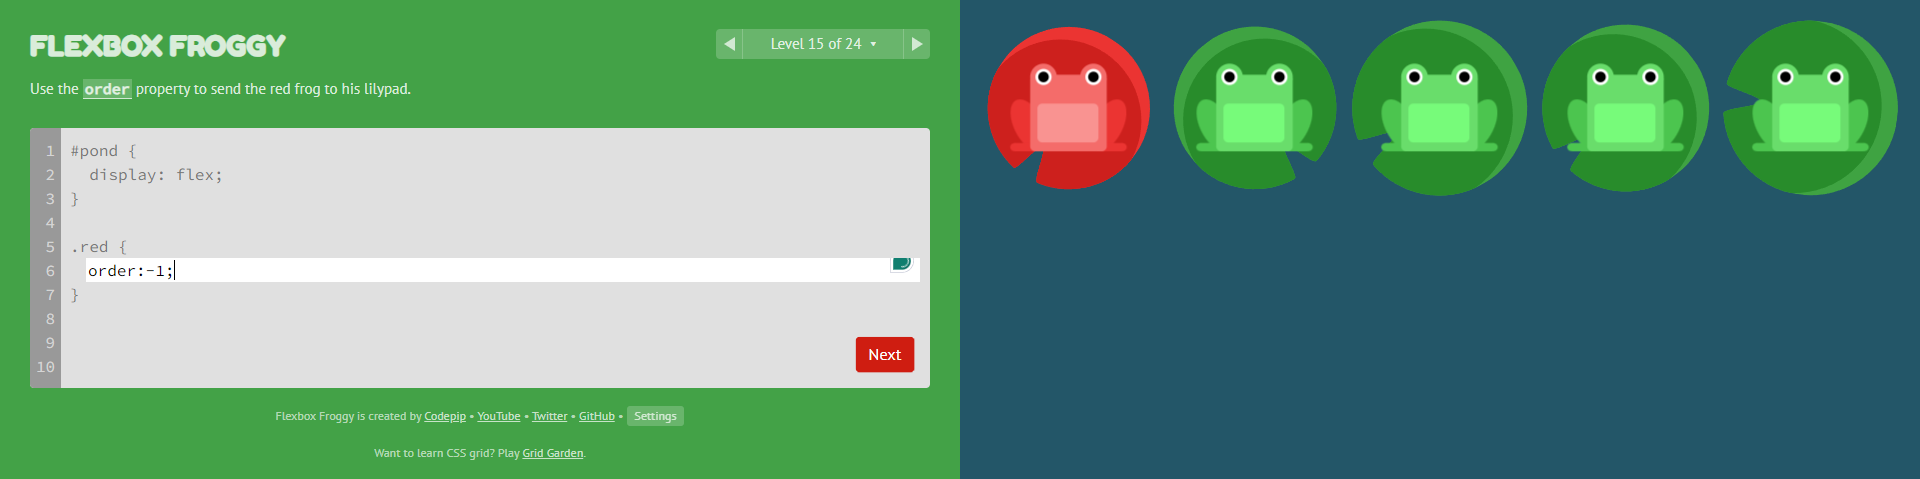 FLEXBOX FROGGY
◀ Level 15 of 24 ▾ ▶
Use the order property to send the red frog to his lilypad.
1 #pond {
2 display: flex;
3 }
4
5 .red {
6 order:-1;
7 }
8
9
10
Next
Flexbox Froggy is created by Codepip • YouTube • Twitter • GitHub • Settings
Want to learn CSS grid? Play Grid Garden.